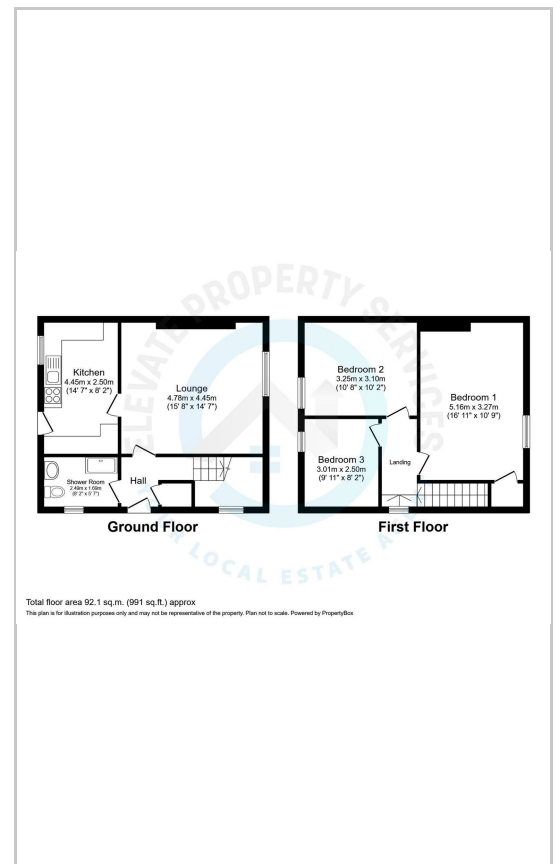 ELEVATE PROPERTY SERVICES
Kitchen
4.45m x 2.50m
(14' 7" x 8' 2")
Lounge
4.78m x 4.45m
(15' 8" x 14' 7")
Shower Room
2.49m x 1.69m
(8' 2" x 5' 7")
Hall
Ground Floor
Bedroom 2
3.25m x 3.10m
(10' 8" x 10' 2")
Bedroom 1
5.16m x 3.27m
(16' 11" x 10' 9")
Bedroom 3
3.01m x 2.50m
(9' 11" x 8' 2")
Landing
First Floor
LOCAL ESTATE
Total floor area 92.1 sq.m. (991 sq.ft.) approx
This plan is for illustration purposes only and may not be representative of the property. Plan not to scale. Powered by PropertyBox